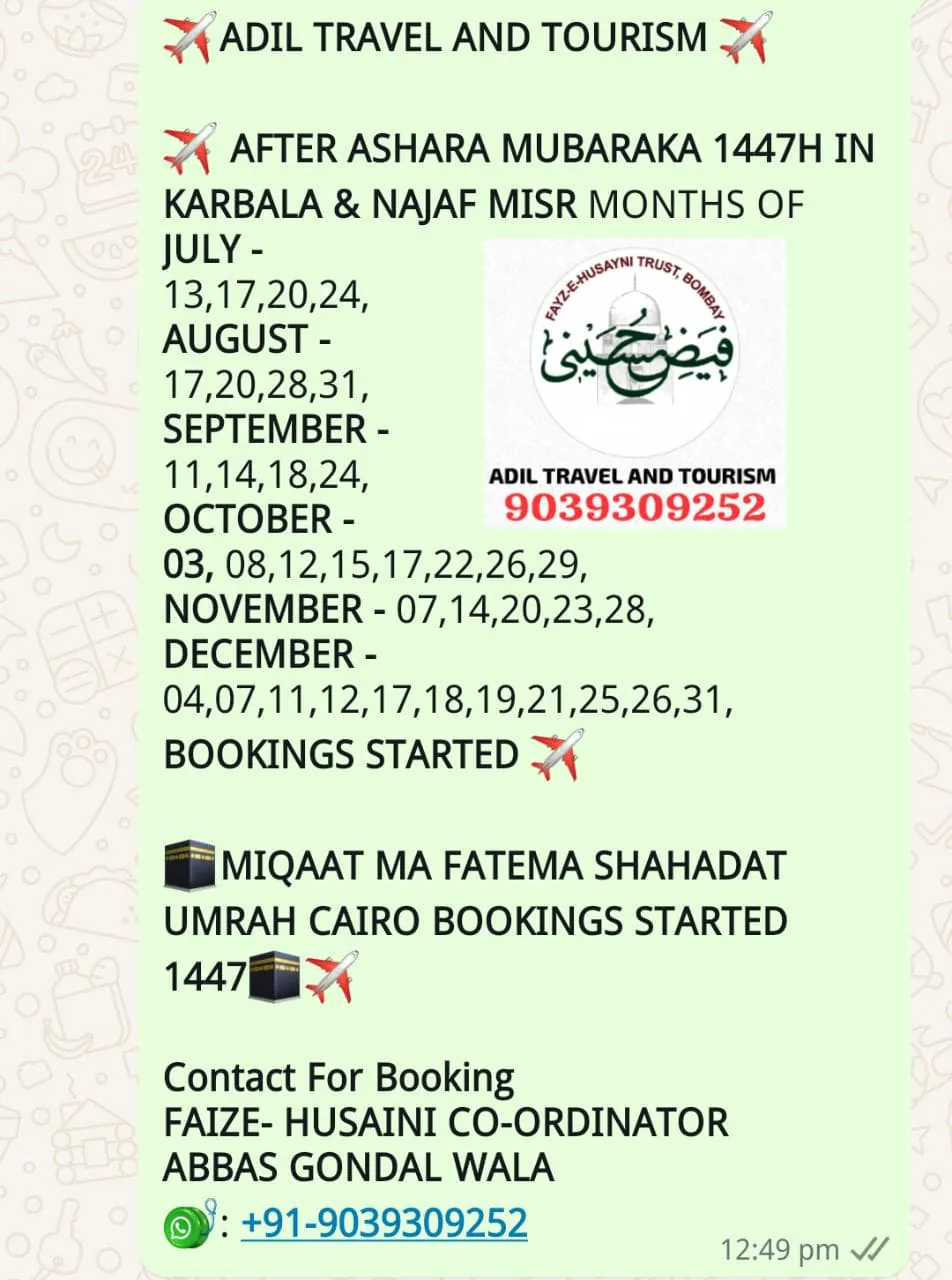 ✈️ADIL TRAVEL AND TOURISM ✈️
✈️ AFTER ASHARA MUBARAKA 1447H IN
KARBALA & NAJAF MISR MONTHS OF
JULY -
13,17,20,24,
AUGUST -
17,20,28,31,
SEPTEMBER -
11,14,18,24,
OCTOBER -
03, 08,12,15,17,22,26,29,
NOVEMBER - 07,14,20,23,28,
DECEMBER -
04,07,11,12,17,18,19,21,25,26,31,
BOOKINGS STARTED ✈️
FAYZ-E-HUSAYNI TRUST, BOMBAY
فيض حسيني
ADIL TRAVEL AND TOURISM
9039309252
🕋MIQAAT MA FATEMA SHAHADAT
UMRAH CAIRO BOOKINGS STARTED
1447🕋✈️
Contact For Booking
FAIZE- HUSAINI CO-ORDINATOR
ABBAS GONDAL WALA
: +91-9039309252
12:49 pm